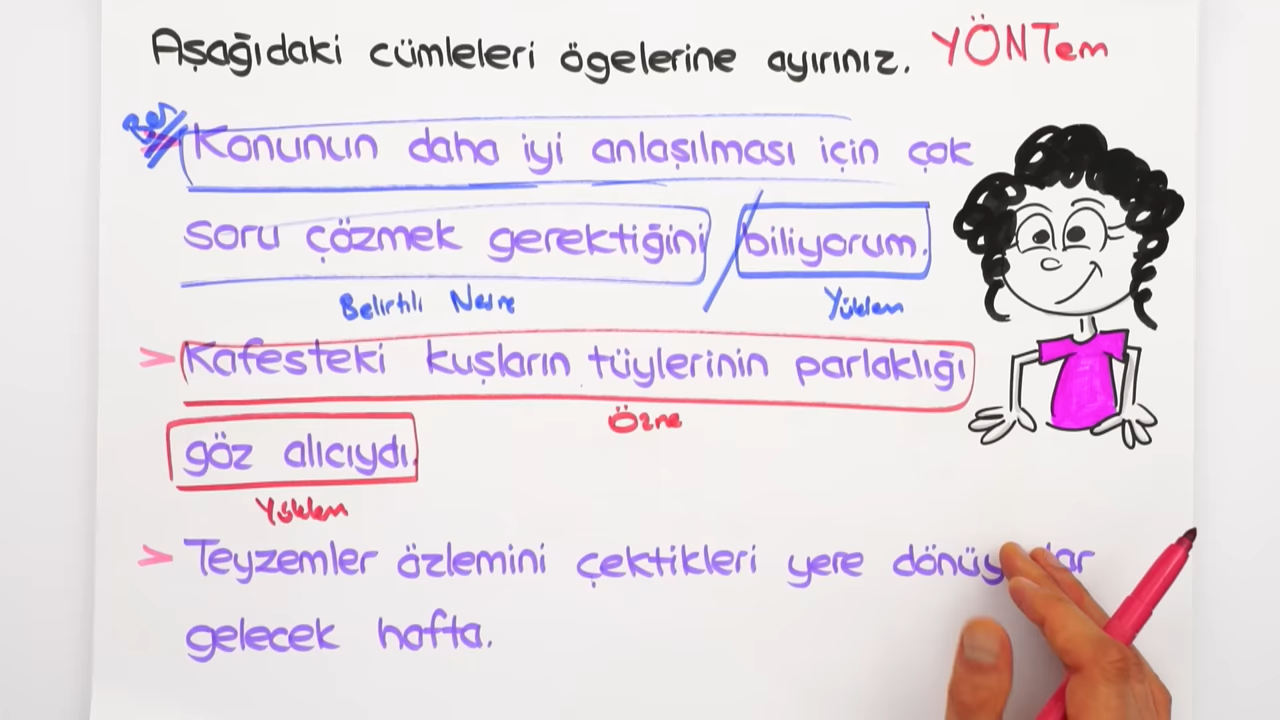 Aşağıdaki cümleleri ögelerine ayırınız. YÖNTem
Konunun daha iyi anlaşılması için çok
soru çözmek gerektiğini biliyorum.
Belirtili Nesne Yüklem
Kafesteki kuşların tüylerinin parlaklığı
Özne
göz alıcıydı.
Yüklem
Teyzemler özlemini çektikleri yere
gelecek hafta.